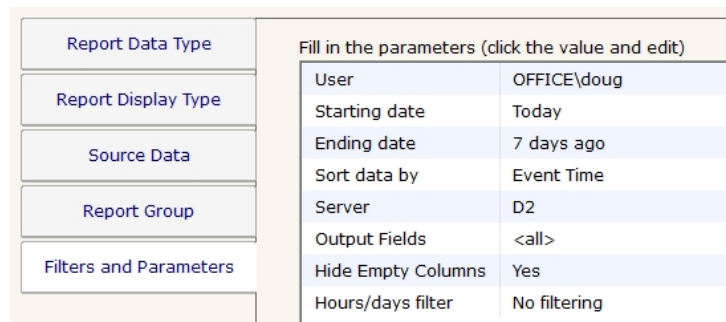 Report Data Type
Report Display Type
Source Data
Report Group
Filters and Parameters
Fill in the parameters (click the value and edit)
User OFFICE\doug
Starting date Today
Ending date 7 days ago
Sort data by Event Time
Server D2
Output Fields <all>
Hide Empty Columns Yes
Hours/days filter No filtering